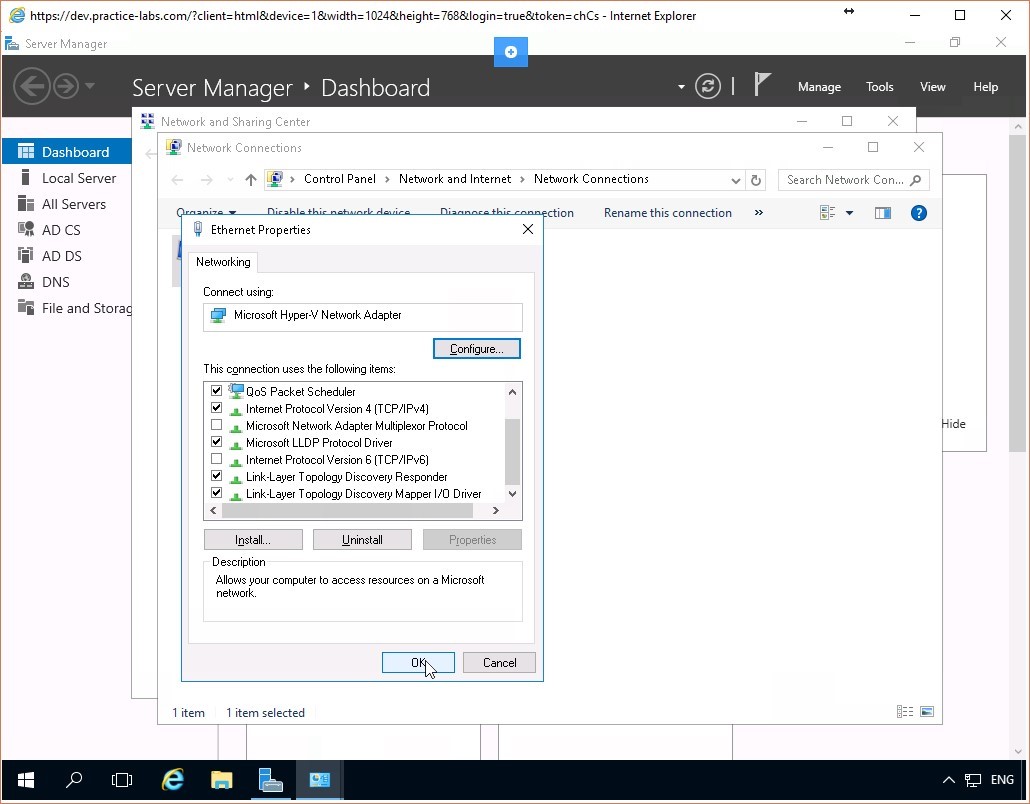 https://dev.practice-labs.com/?client=html&device=1&width=1024&height=768&login=true&token=chCs - Internet Explorer
Server Manager
Server Manager ‣ Dashboard
Manage Tools View Help
Network and Sharing Center
Network Connections
Dashboard
Local Server
All Servers
AD CS
AD DS
DNS
File and Storag
Control Panel > Network and Internet > Network Connections
Search Network Con...
Organize Disable this network device Diagnose this connection Rename this connection »
Ethernet Properties
Networking
Connect using:
Microsoft Hyper-V Network Adapter
Configure...
This connection uses the following items:
QoS Packet Scheduler
Internet Protocol Version 4 (TCP/IPv4)
Microsoft Network Adapter Multiplexor Protocol
Microsoft LLDP Protocol Driver
Internet Protocol Version 6 (TCP/IPv6)
Link-Layer Topology Discovery Responder
Link-Layer Topology Discovery Mapper I/O Driver
Install... Uninstall Properties
Description
Allows your computer to access resources on a Microsoft
network.
OK Cancel
Hide
1 item 1 item selected
ENG